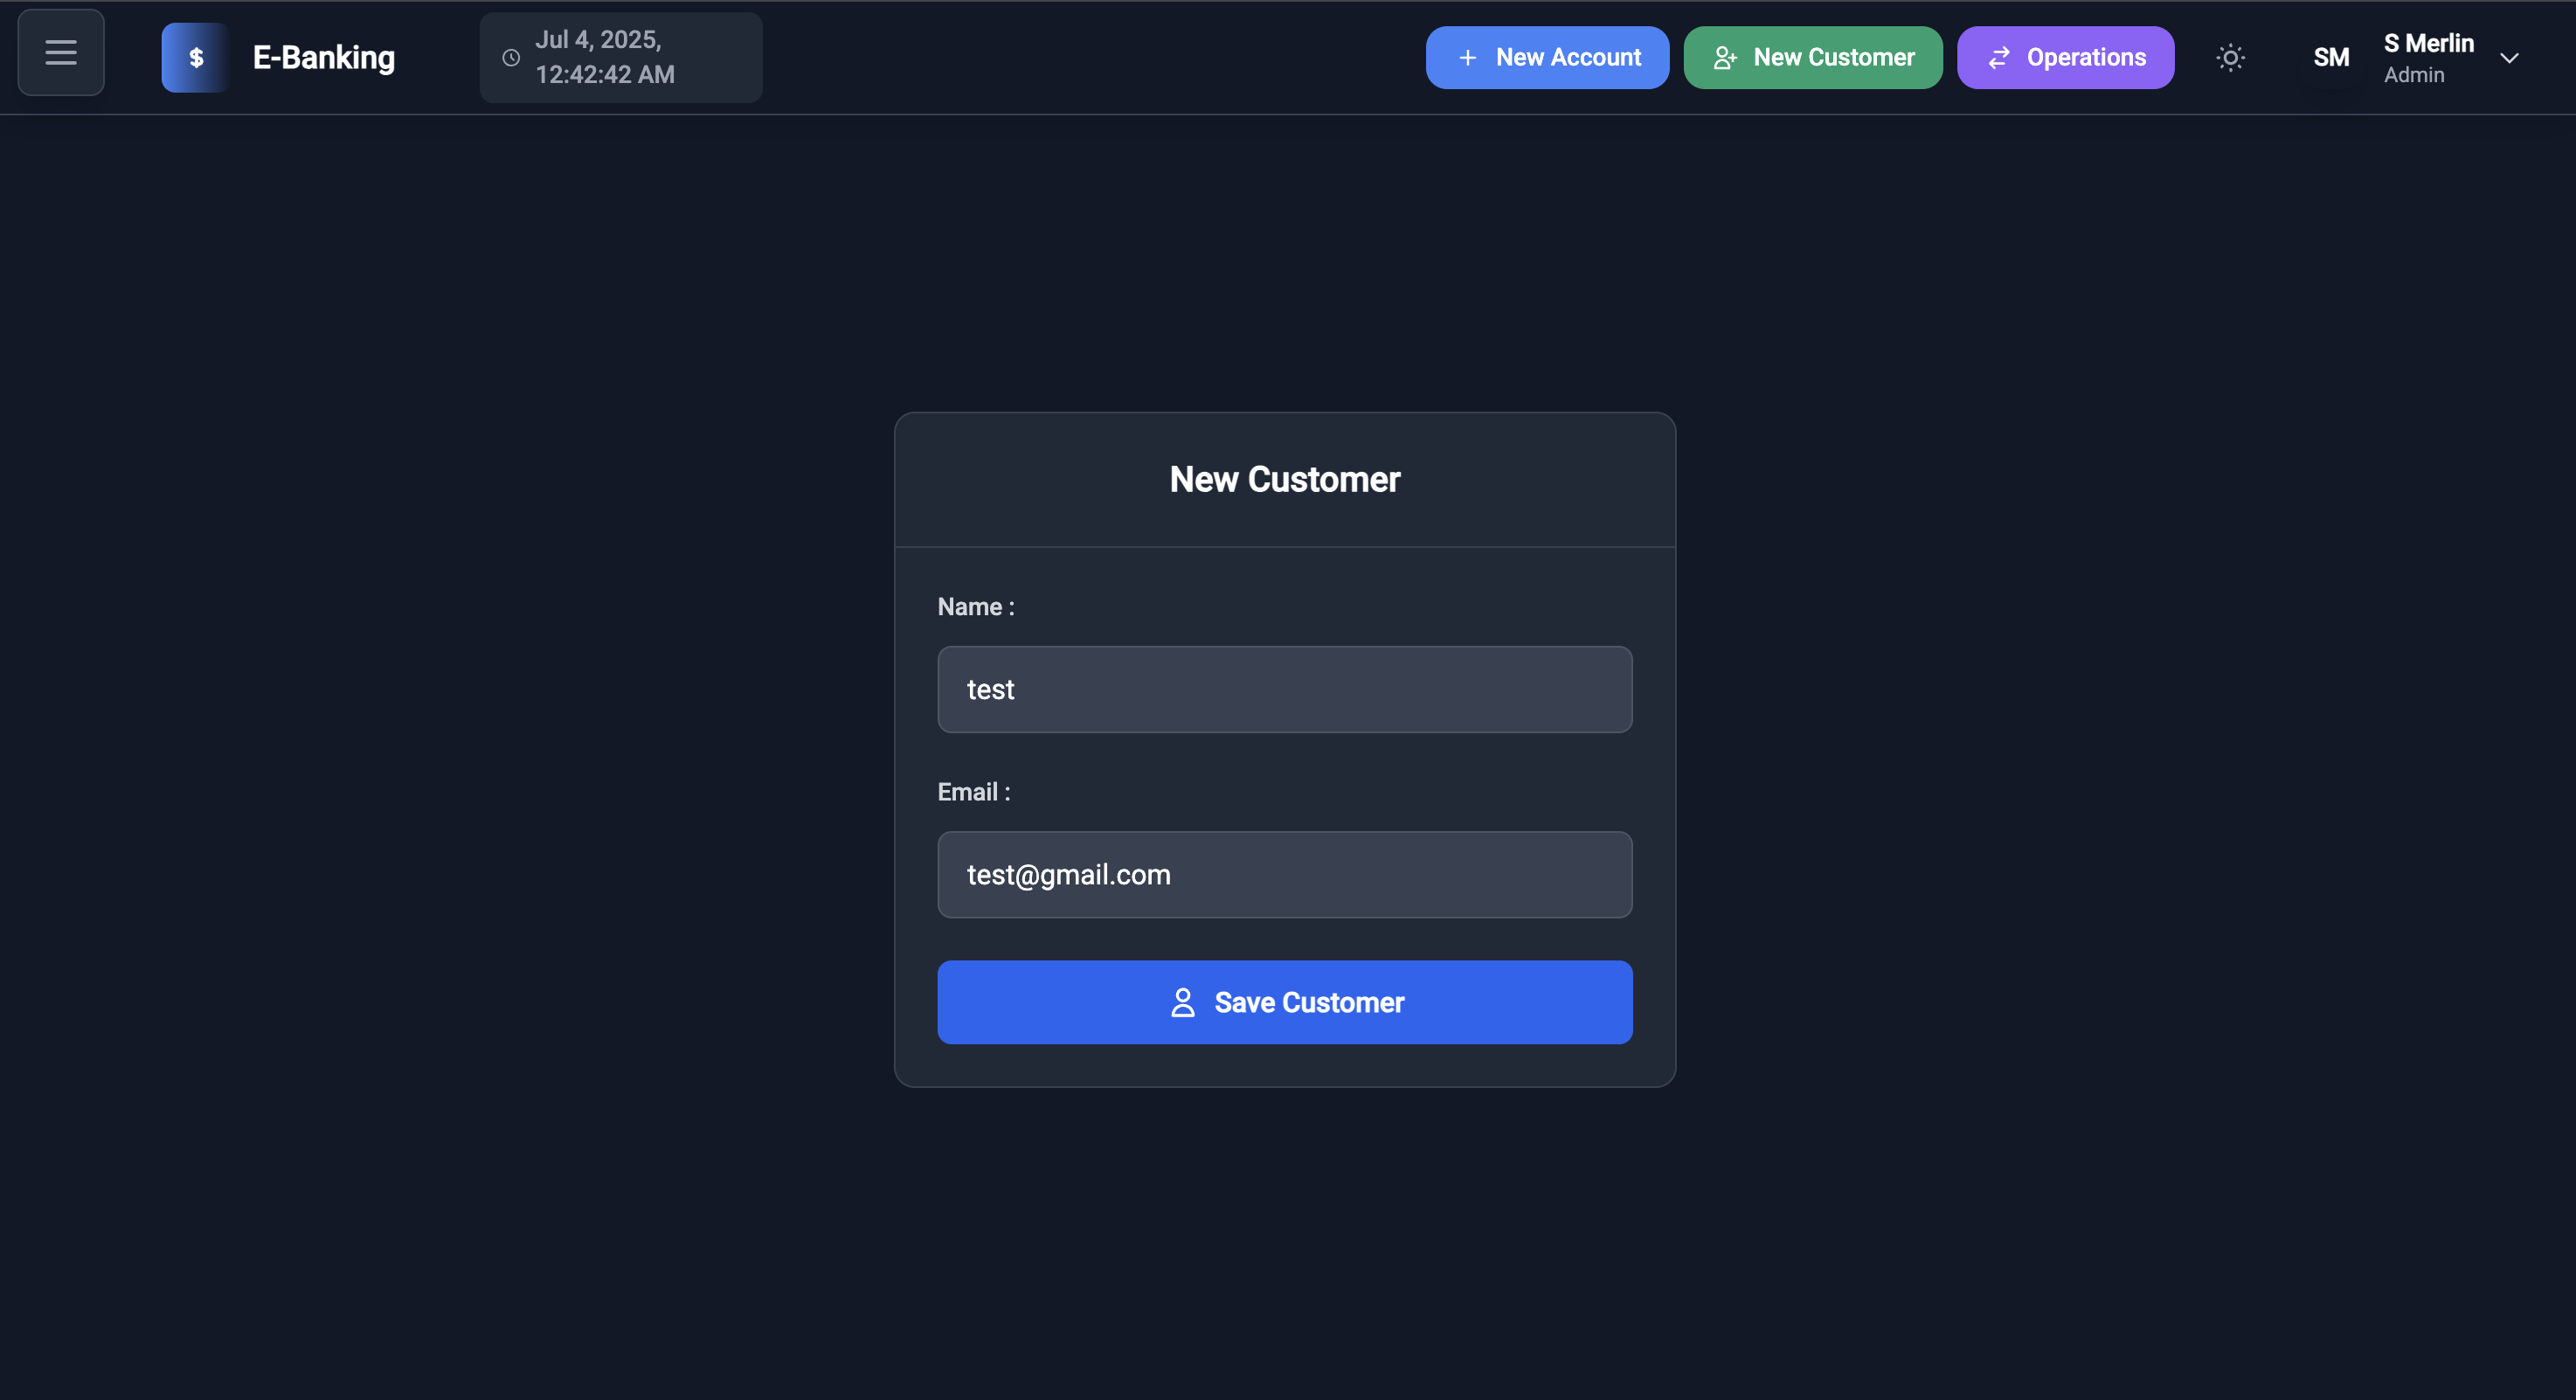 $
E-Banking
Jul 4, 2025,
12:42:42 AM
New Account
New Customer
Operations
SM
S Merlin
Admin
New Customer
Name :
test
Email :
test@gmail.com
Save Customer